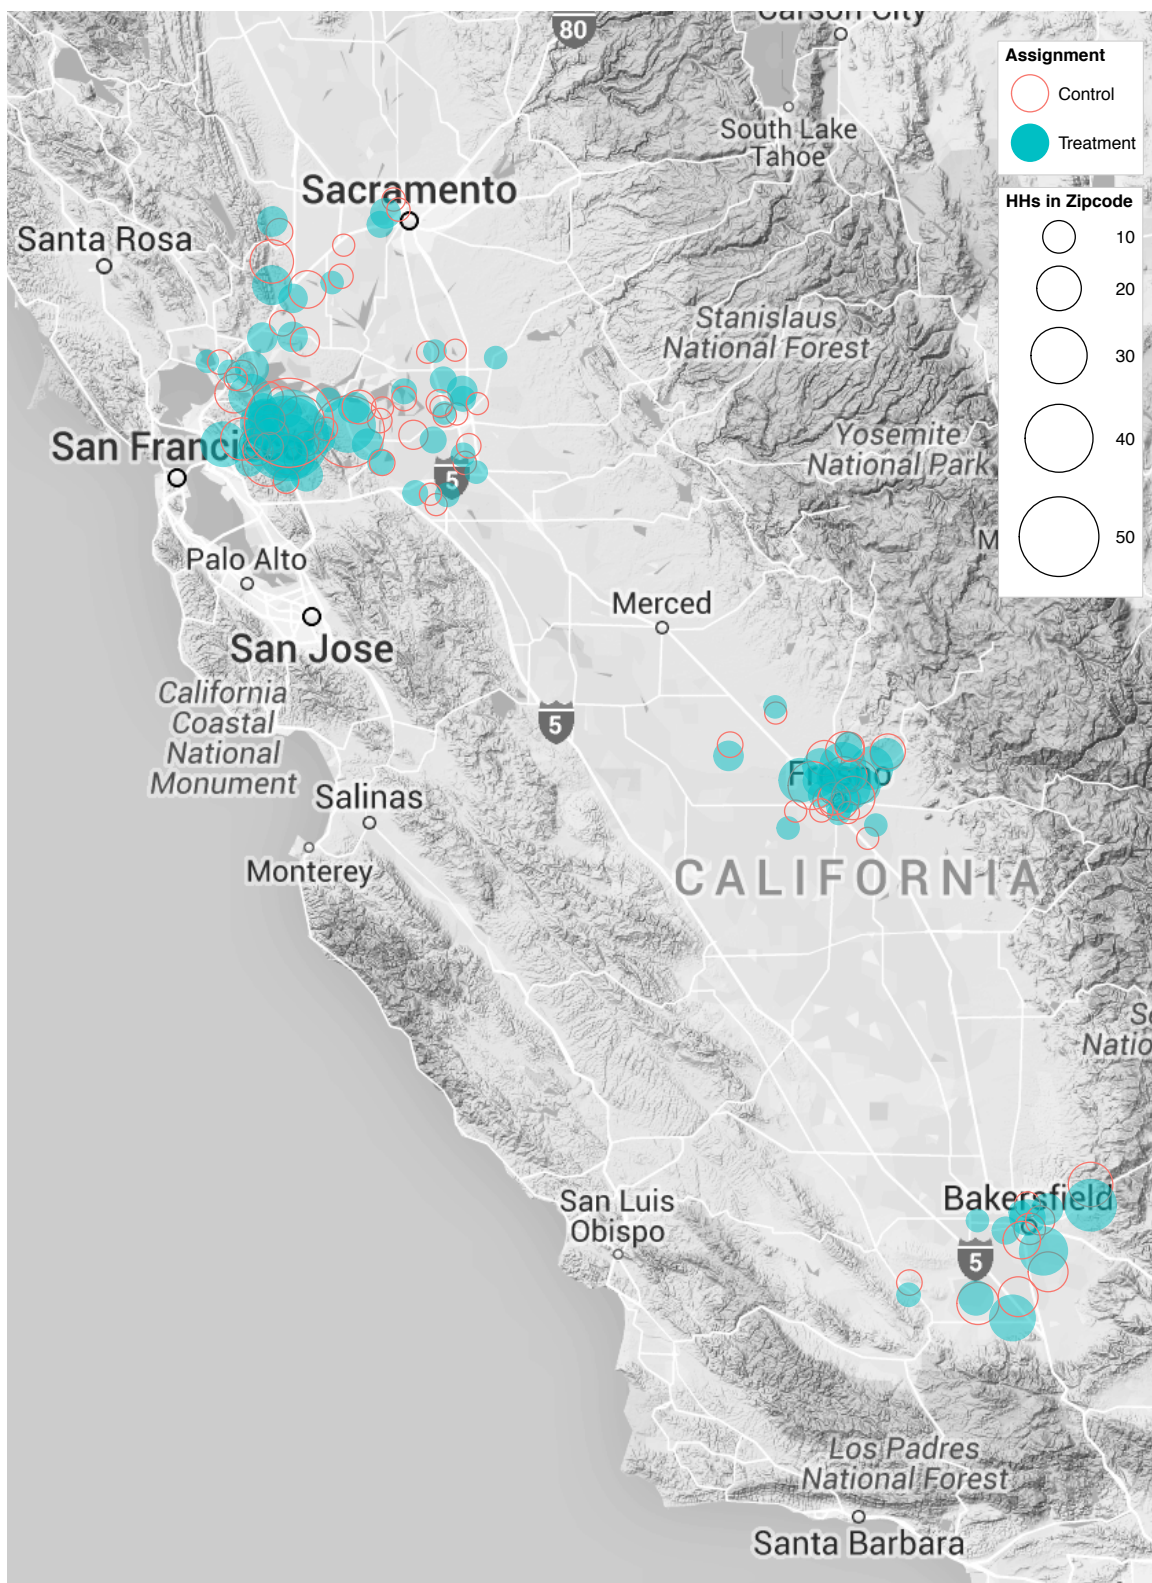 Carson City
80
Assignment
Control
Treatment
South Lake
Tahoe
Sacramento
HHs in Zipcode
10
20
30
40
50
Santa Rosa
Stanislaus
National Forest
San Francisco
Yosemite
National Park
5
M
Palo Alto
Merced
San Jose
California
Coastal
National
Monument
5
Fresno
Salinas
Monterey
CALIFORNIA
Natio
Bakersfield
San Luis
Obispo
5
Los Padres
National Forest
Santa Barbara